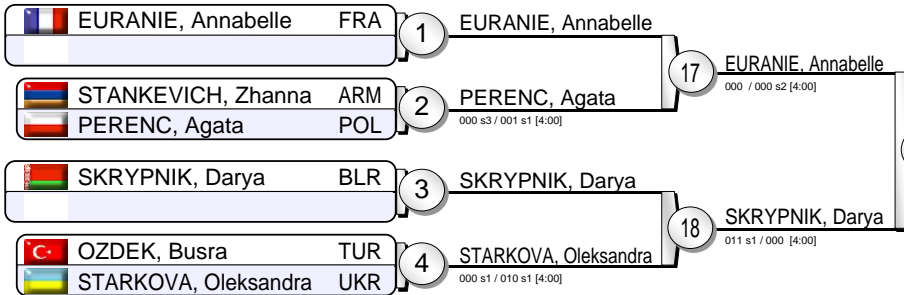 EURANIE, Annabelle FRA
1
EURANIE, Annabelle
STANKEVICH, Zhanna ARM
PERENC, Agata POL
2
PERENC, Agata
000 s3 / 001 s1 [4:00]
17
EURANIE, Annabelle
000 / 000 s2 [4:00]
SKRYPNIK, Darya BLR
3
SKRYPNIK, Darya
OZDEK, Busra TUR
STARKOVA, Oleksandra UKR
4
STARKOVA, Oleksandra
000 s1 / 010 s1 [4:00]
18
SKRYPNIK, Darya
011 s1 / 000 [4:00]